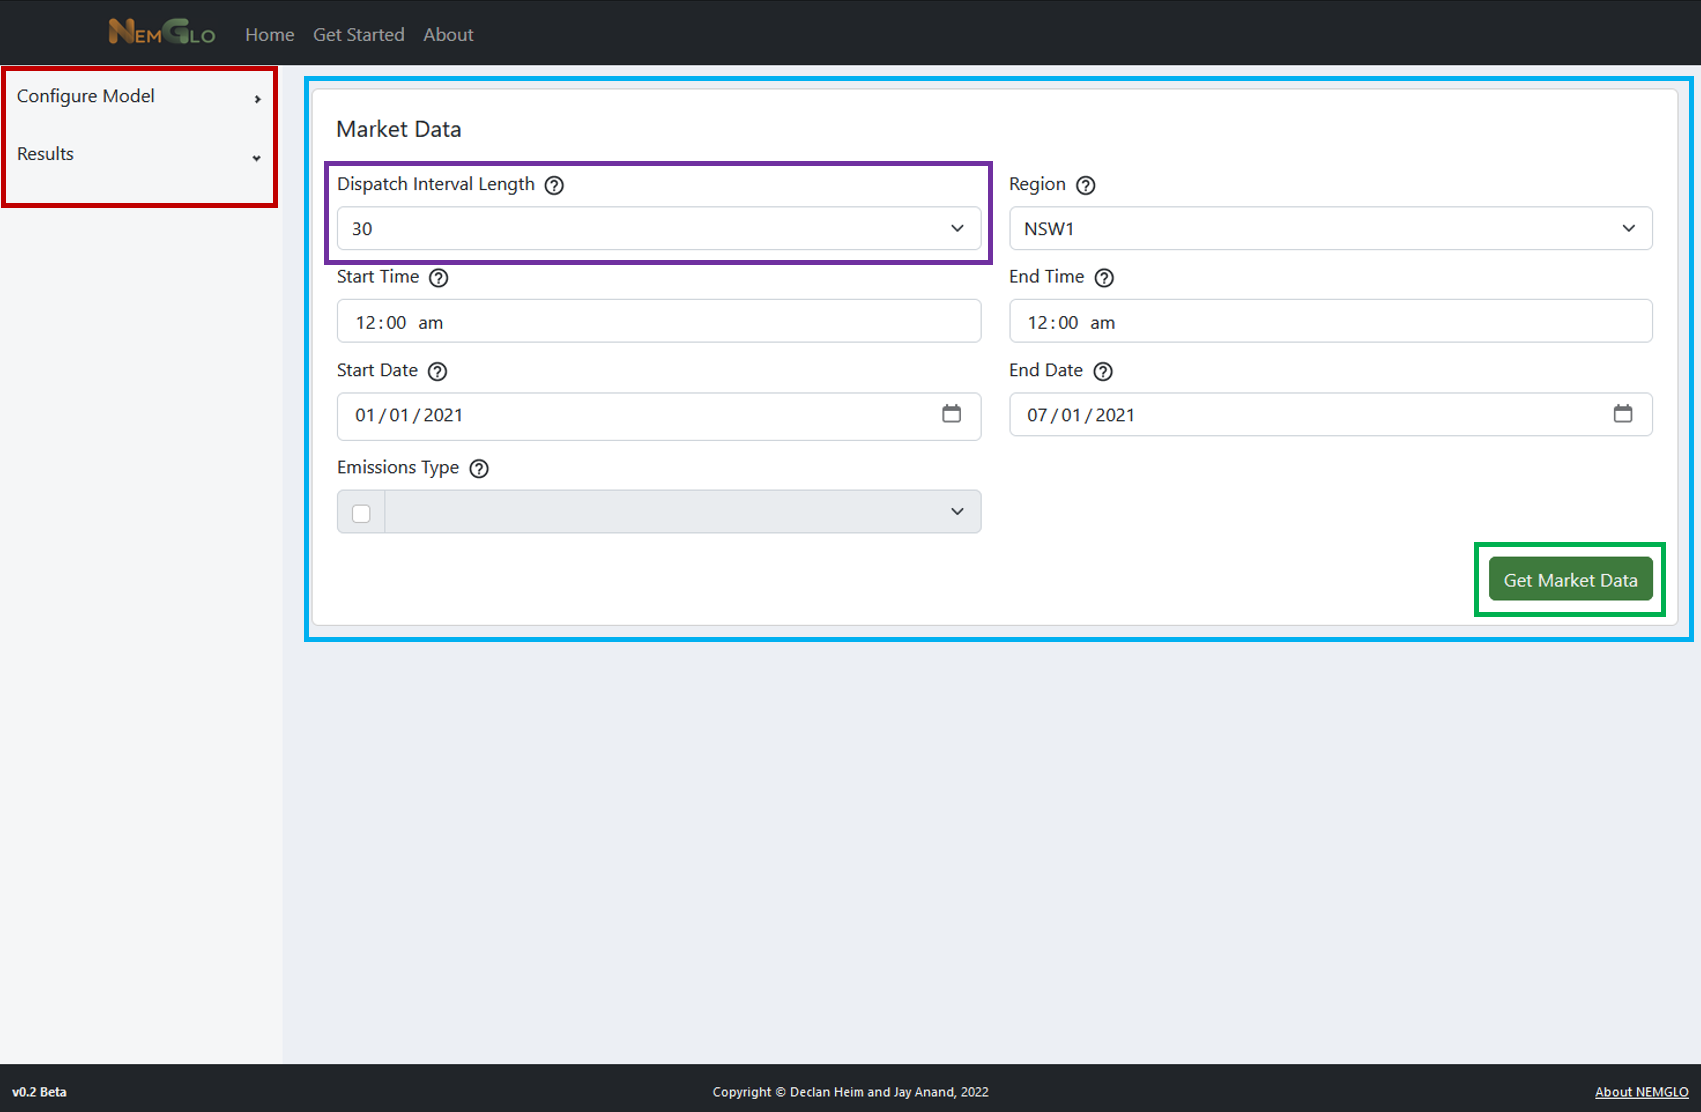 NEMGLO Home Get Started About
Configure Model
Results
Market Data
Dispatch Interval Length ?
Region ?
30
NSW1
Start Time ?
End Time ?
12:00 am
12:00 am
Start Date ?
End Date ?
01/01/2021
07/01/2021
Emissions Type ?
Get Market Data
v0.2 Beta
Copyright © Declan Heim and Jay Anand, 2022
About NEMGLO